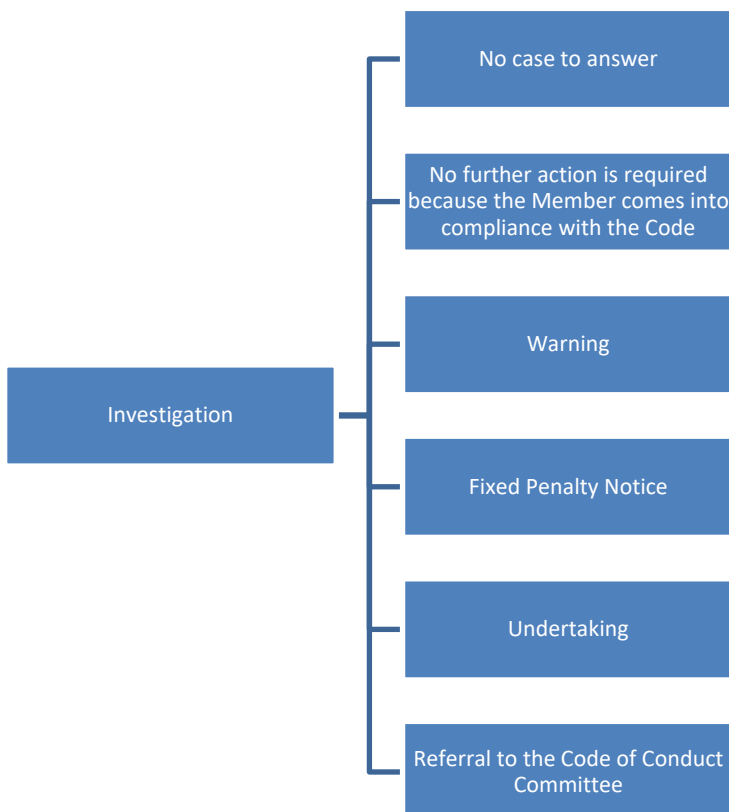 No case to answer
No further action is required
because the Member comes into
compliance with the Code
Warning
Investigation
Fixed Penalty Notice
Undertaking
Referral to the Code of Conduct
Committee